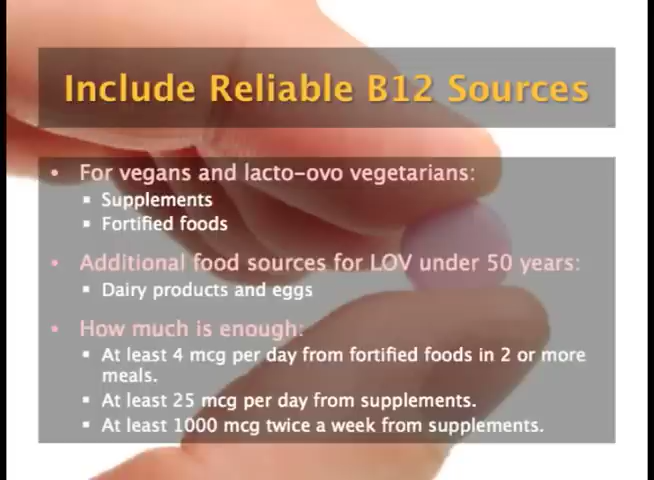 Include Reliable B12 Sources
• For vegans and lacto-ovo vegetarians:
▪ Supplements
▪ Fortified foods
• Additional food sources for LOV under 50 years:
▪ Dairy products and eggs
• How much is enough:
▪ At least 4 mcg per day from fortified foods in 2 or more
meals.
▪ At least 25 mcg per day from supplements.
▪ At least 1000 mcg twice a week from supplements.